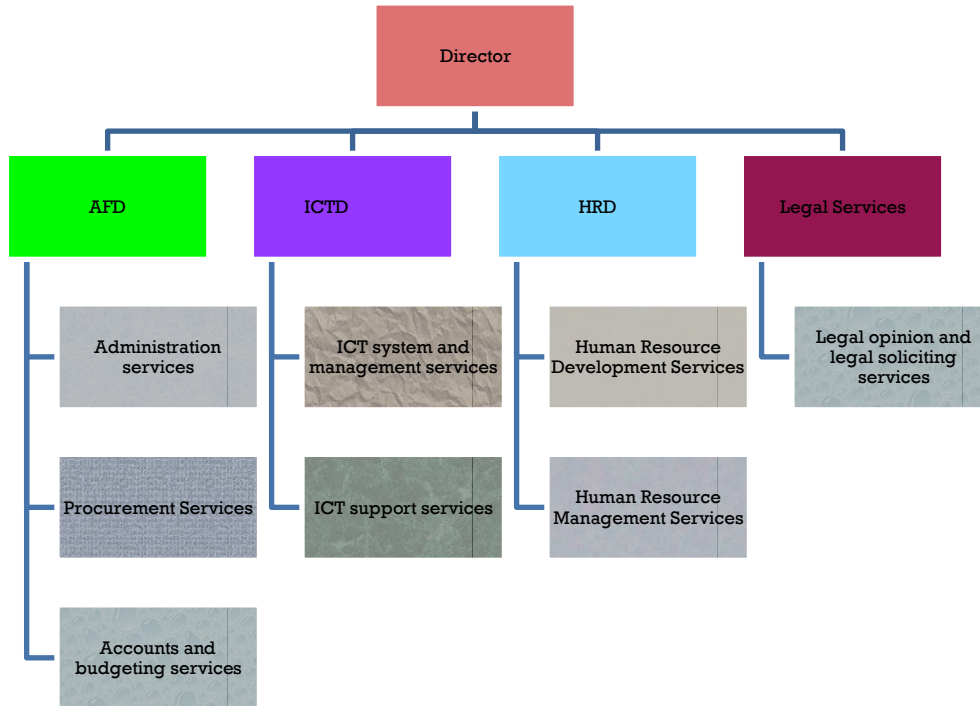 Director
AFD
ICTD
HRD
Legal Services
Administration
services
ICT system and
management services
Human Resource
Development Services
Legal opinion and
legal soliciting
services
Procurement Services
ICT support services
Human Resource
Management Services
Accounts and
budgeting services